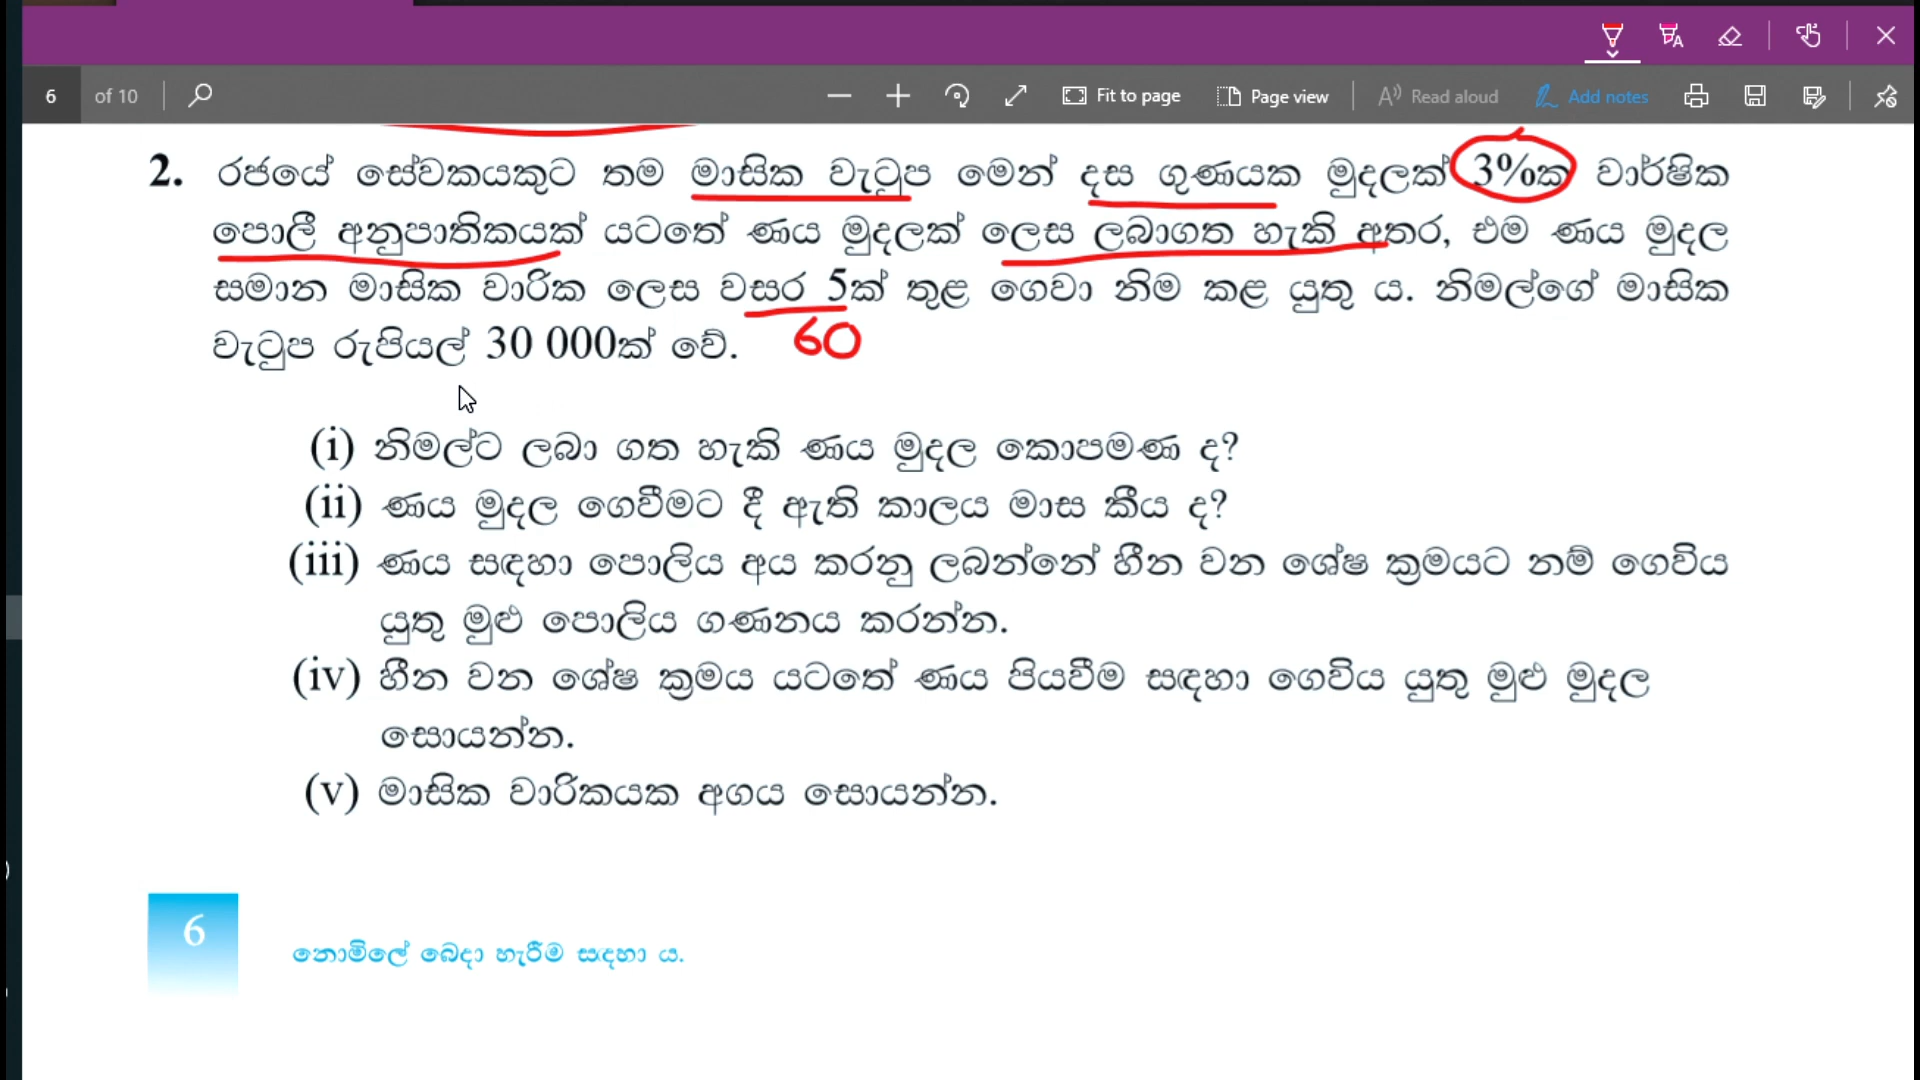 6 of 10 Fit to page Page view Read aloud Add notes
2. රජයේ සේවකයකුට තම මාසික වැටුප මෙන් දස ගුණයක මුදලක් 3%ක වාර්ෂික
පොලී අනුපාතිකයක් යටතේ ණය මුදලක් ලෙස ලබාගත හැකි අතර, එම ණය මුදල
සමාන මාසික වාරික ලෙස වසර 5ක් තුළ ගෙවා නිම කළ යුතු ය. නිමල්ගේ මාසික
වැටුප රුපියල් 30 000ක් වේ. 60
(i) නිමල්ට ලබා ගත හැකි ණය මුදල කොපමණ ද?
(ii) ණය මුදල ගෙවීමට දී ඇති කාලය මාස කීය ද?
(iii) ණය සඳහා පොලිය අය කරනු ලබන්නේ හීන වන ශේෂ ක්‍රමයට නම් ගෙවිය
යුතු මුළු පොලිය ගණනය කරන්න.
(iv) හීන වන ශේෂ ක්‍රමය යටතේ ණය පියවීම සඳහා ගෙවිය යුතු මුළු මුදල
සොයන්න.
(v) මාසික වාරිකයක අගය සොයන්න.
6
නොමිලේ බෙදා හැරීම සඳහා ය.